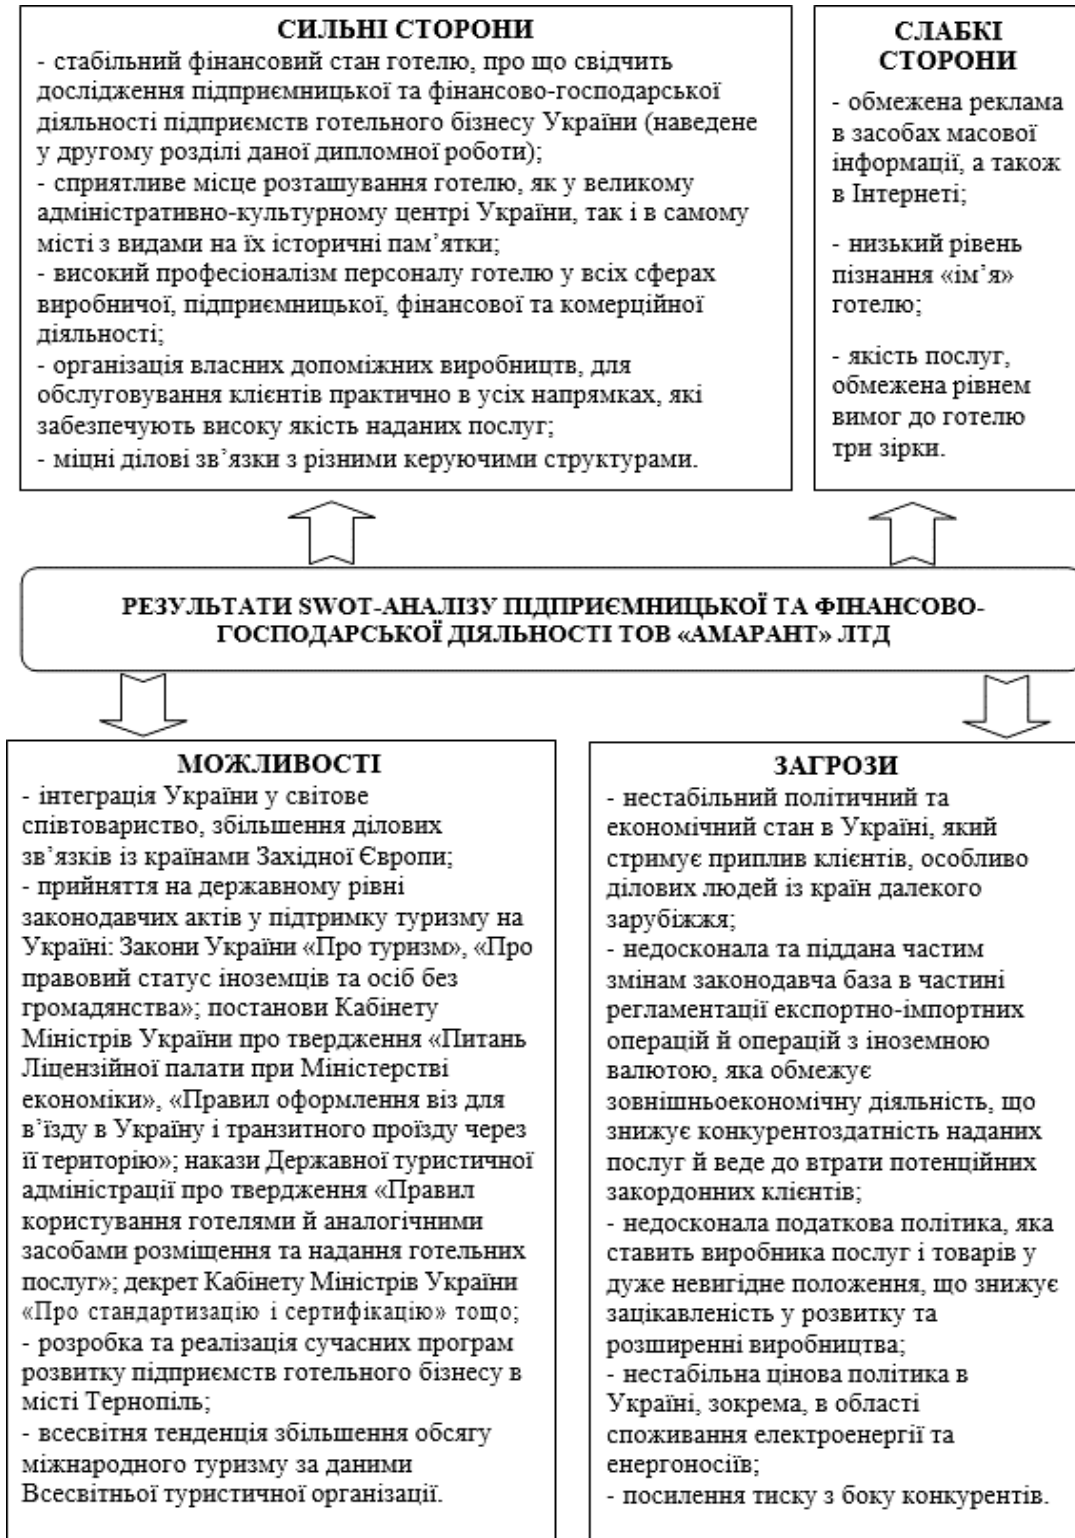 СИЛЬНІ СТОРОНИ
- стабільний фінансовий стан готелю, про що свідчить
дослідження підприємницької та фінансово-господарської
діяльності підприємств готельного бізнесу України (наведене
у другому розділі даної дипломної роботи);
- сприятливе місце розташування готелю, як у великому
адміністративно-культурному центрі України, так і в самому
місті з видами на їх історичні пам’ятки;
- високий професіоналізм персоналу готелю у всіх сферах
виробничої, підприємницької, фінансової та комерційної
діяльності;
- організація власних допоміжних виробництв, для
обслуговування клієнтів практично в усіх напрямках, які
забезпечують високу якість наданих послуг;
- міцні ділові зв’язки з різними керуючими структурами.
СЛАБКІ
СТОРОНИ
- обмежена реклама
в засобах масової
інформації, а також
в Інтернеті;
- низький рівень
пізнання «ім’я»
готелю;
- якість послуг,
обмежена рівнем
вимог до готелю
три зірки.
РЕЗУЛЬТАТИ SWOT-АНАЛІЗУ ПІДПРИЄМНИЦЬКОЇ ТА ФІНАНСОВО-
ГОСПОДАРСЬКОЇ ДІЯЛЬНОСТІ ТОВ «АМАРАНТ» ЛТД
МОЖЛИВОСТІ
- інтеграція України у світове
співтовариство, збільшення ділових
зв’язків із країнами Західної Європи;
- прийняття на державному рівні
законодавчих актів у підтримку туризму на
Україні: Закони України «Про туризм», «Про
правовий статус іноземців та осіб без
громадянства»; постанови Кабінету
Міністрів України про твердження «Питань
Ліцензійної палати при Міністерстві
економіки», «Правил оформлення віз для
в’їзду в Україну і транзитного проїзду через
її територію»; накази Державної туристичної
адміністрації про твердження «Правил
користування готелями й аналогічними
засобами розміщення та надання готельних
послуг»; декрет Кабінету Міністрів України
«Про стандартизацію і сертифікацію» тощо;
- розробка та реалізація сучасних програм
розвитку підприємств готельного бізнесу в
місті Тернопіль;
- всесвітня тенденція збільшення обсягу
міжнародного туризму за даними
Всесвітньої туристичної організації.
ЗАГРОЗИ
- нестабільний політичний та
економічний стан в Україні, який
стримує приплив клієнтів, особливо
ділових людей із країн далекого
зарубіжжя;
- недосконала та піддана частим
змінам законодавча база в частині
регламентації експортно-імпортних
операцій й операцій з іноземною
валютою, яка обмежує
зовнішньоекономічну діяльність, що
знижує конкурентоздатність наданих
послуг й веде до втрати потенційних
закордонних клієнтів;
- недосконала податкова політика, яка
ставить виробника послуг і товарів у
дуже невигідне положення, що знижує
зацікавленість у розвитку та
розширенні виробництва;
- нестабільна цінова політика в
Україні, зокрема, в області
споживання електроенергії та
енергоносіїв;
- посилення тиску з боку конкурентів.